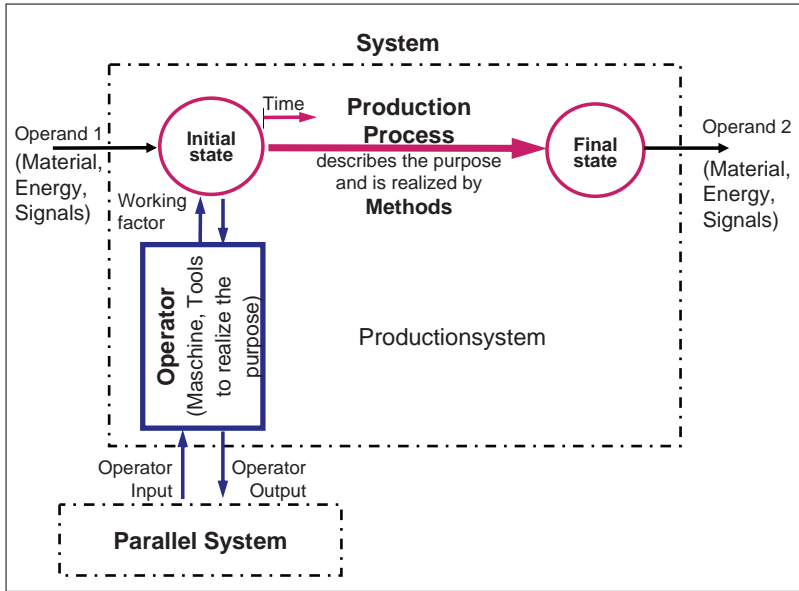 System
Time
Production
Process
describes the purpose
and is realized by
Methods
Operand 1
(Material,
Energy,
Signals)
Initial
state
Final
state
Operand 2
(Material,
Energy,
Signals)
Working
factor
Operator
(Maschine, Tools
to realize the
purpose)
Productionsystem
Operator
Input
Operator
Output
Parallel System